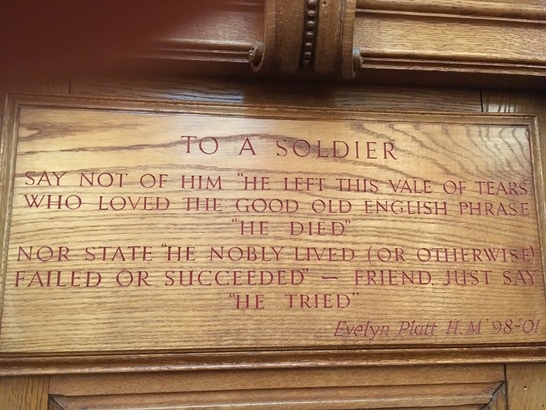 TO A SOLDIER
SAY NOT OF HIM "HE LEFT THIS VALE OF TEARS
WHO LOVED THE GOOD OLD ENGLISH PHRASE
"HE DIED"
NOR STATE "HE NOBLY LIVED (OR OTHERWISE)
FAILED OR SUCCEEDED" — FRIEND, JUST SAY
"HE TRIED"
Evelyn Platt H.M '98-'01